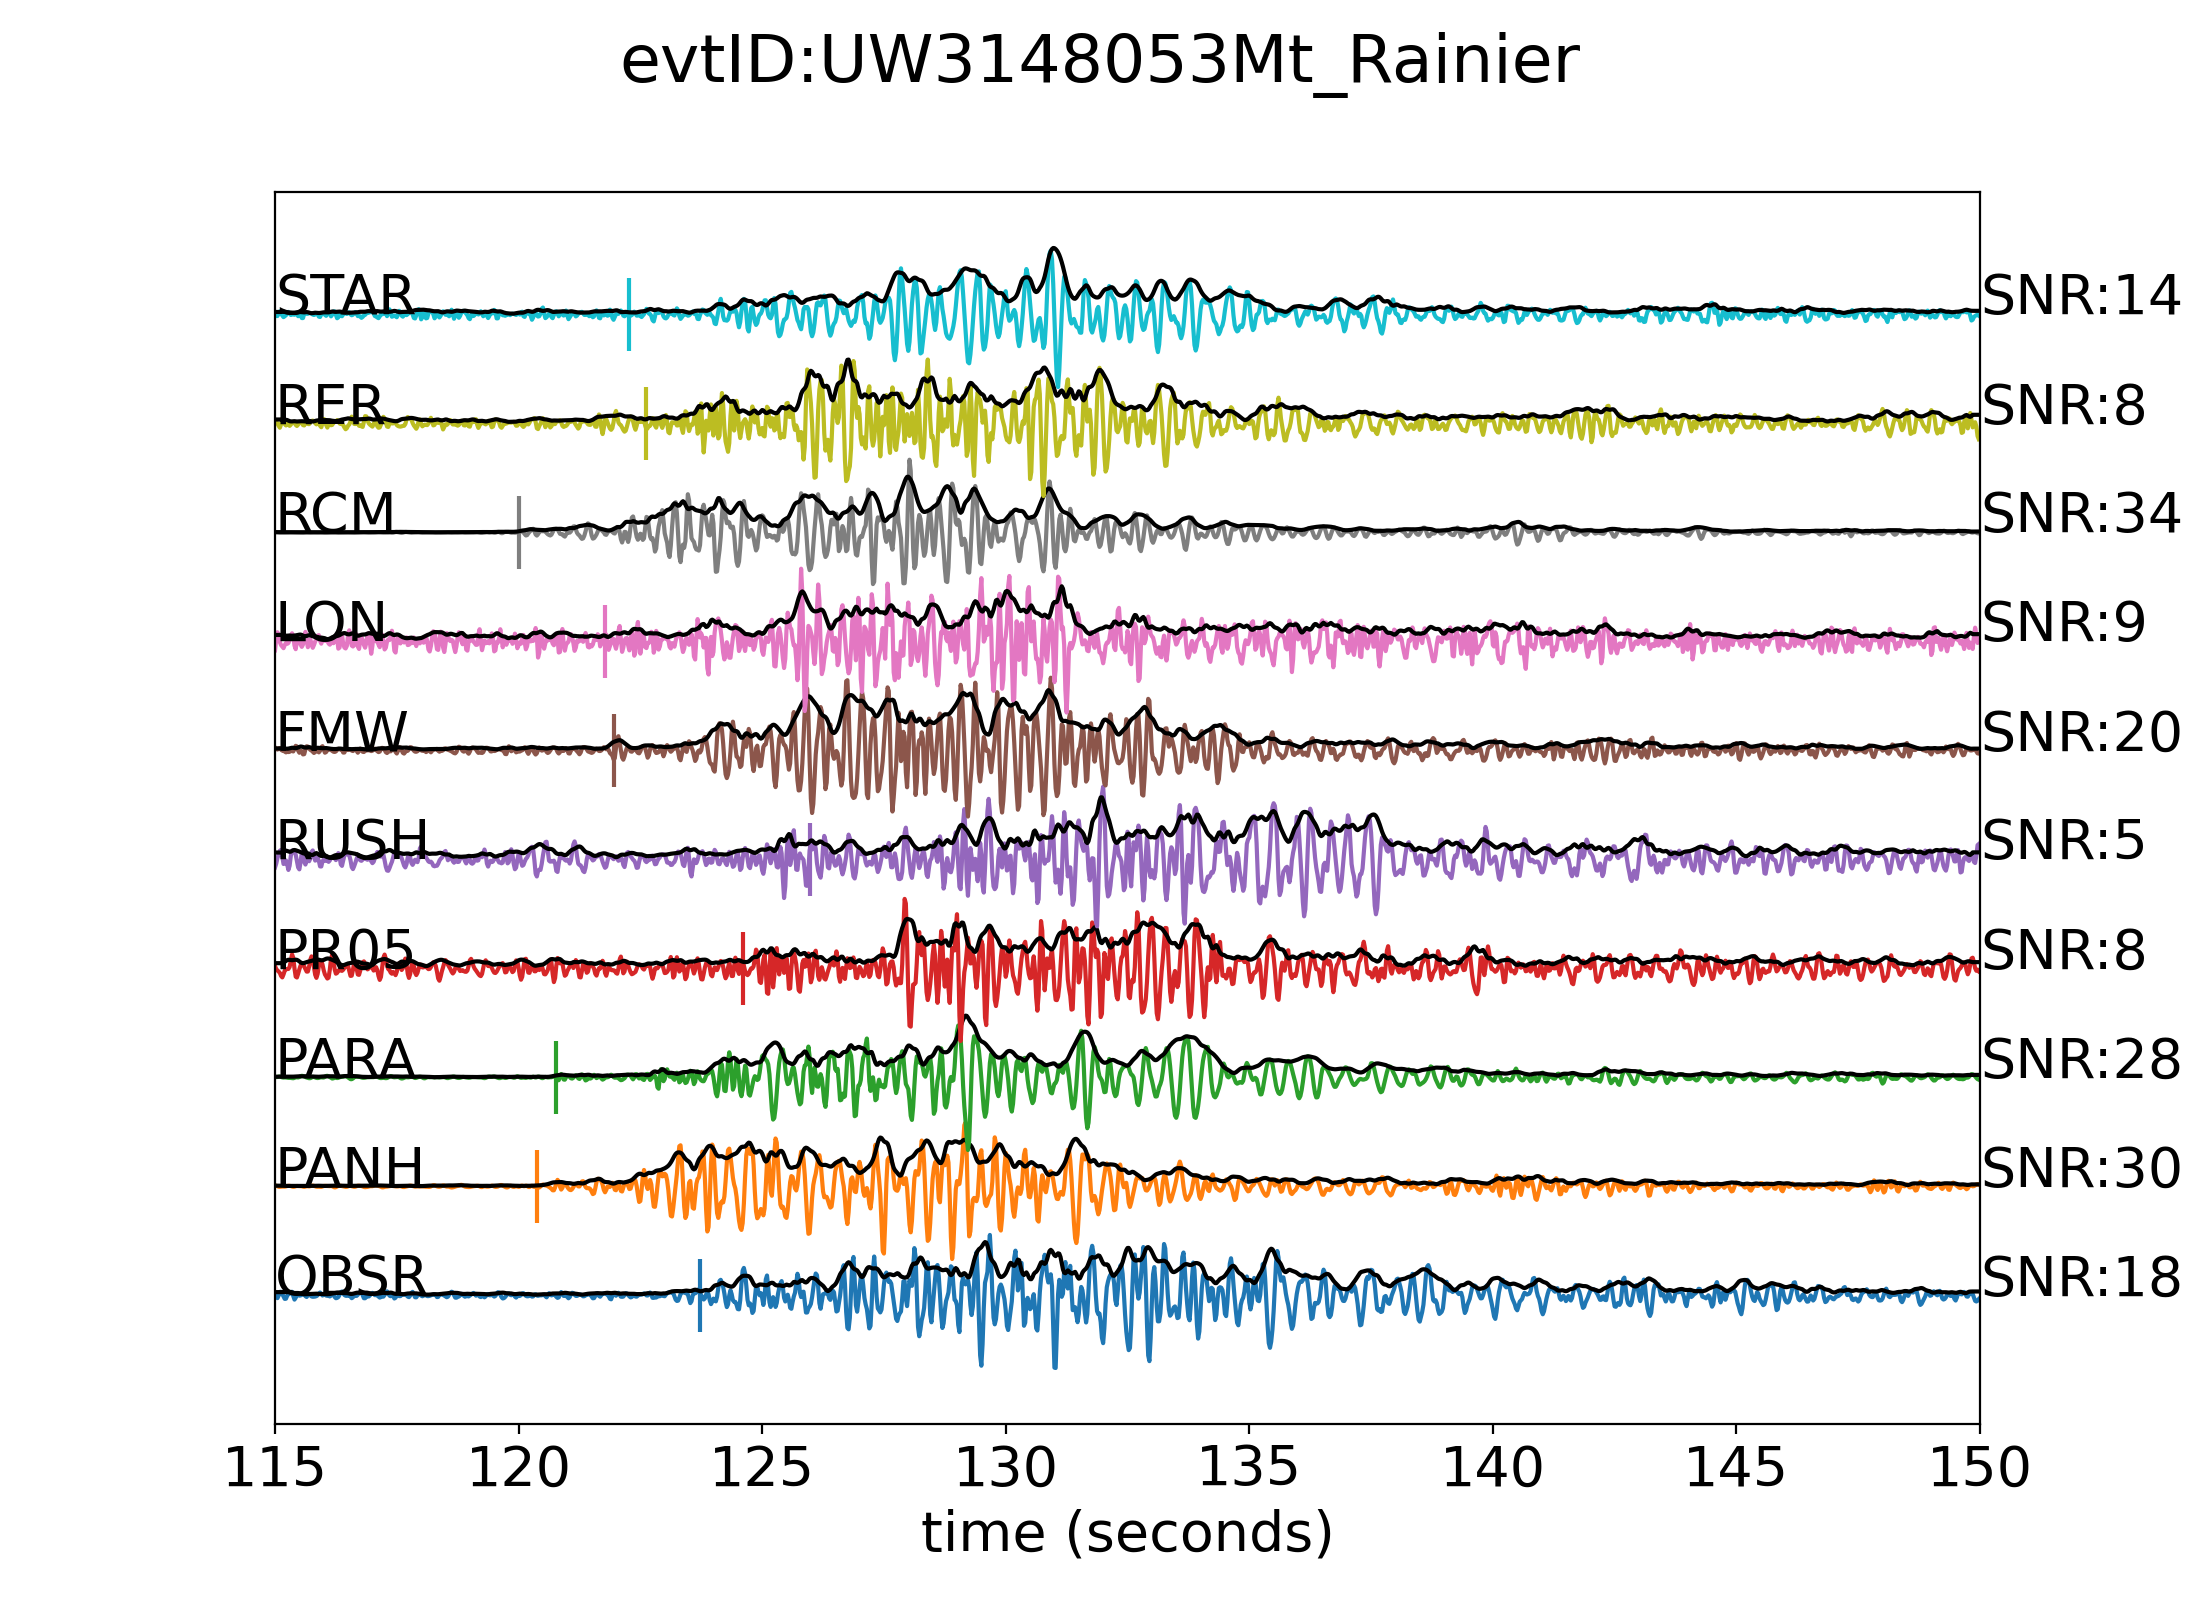 evtID:UW3148053Mt_Rainier
STAR SNR:14
RER SNR:8
RCM SNR:34
LON SNR:9
FMW SNR:20
RUSH SNR:5
PR05 SNR:8
PARA SNR:28
PANH SNR:30
OBSR SNR:18
115 120 125 130 135 140 145 150
time (seconds)